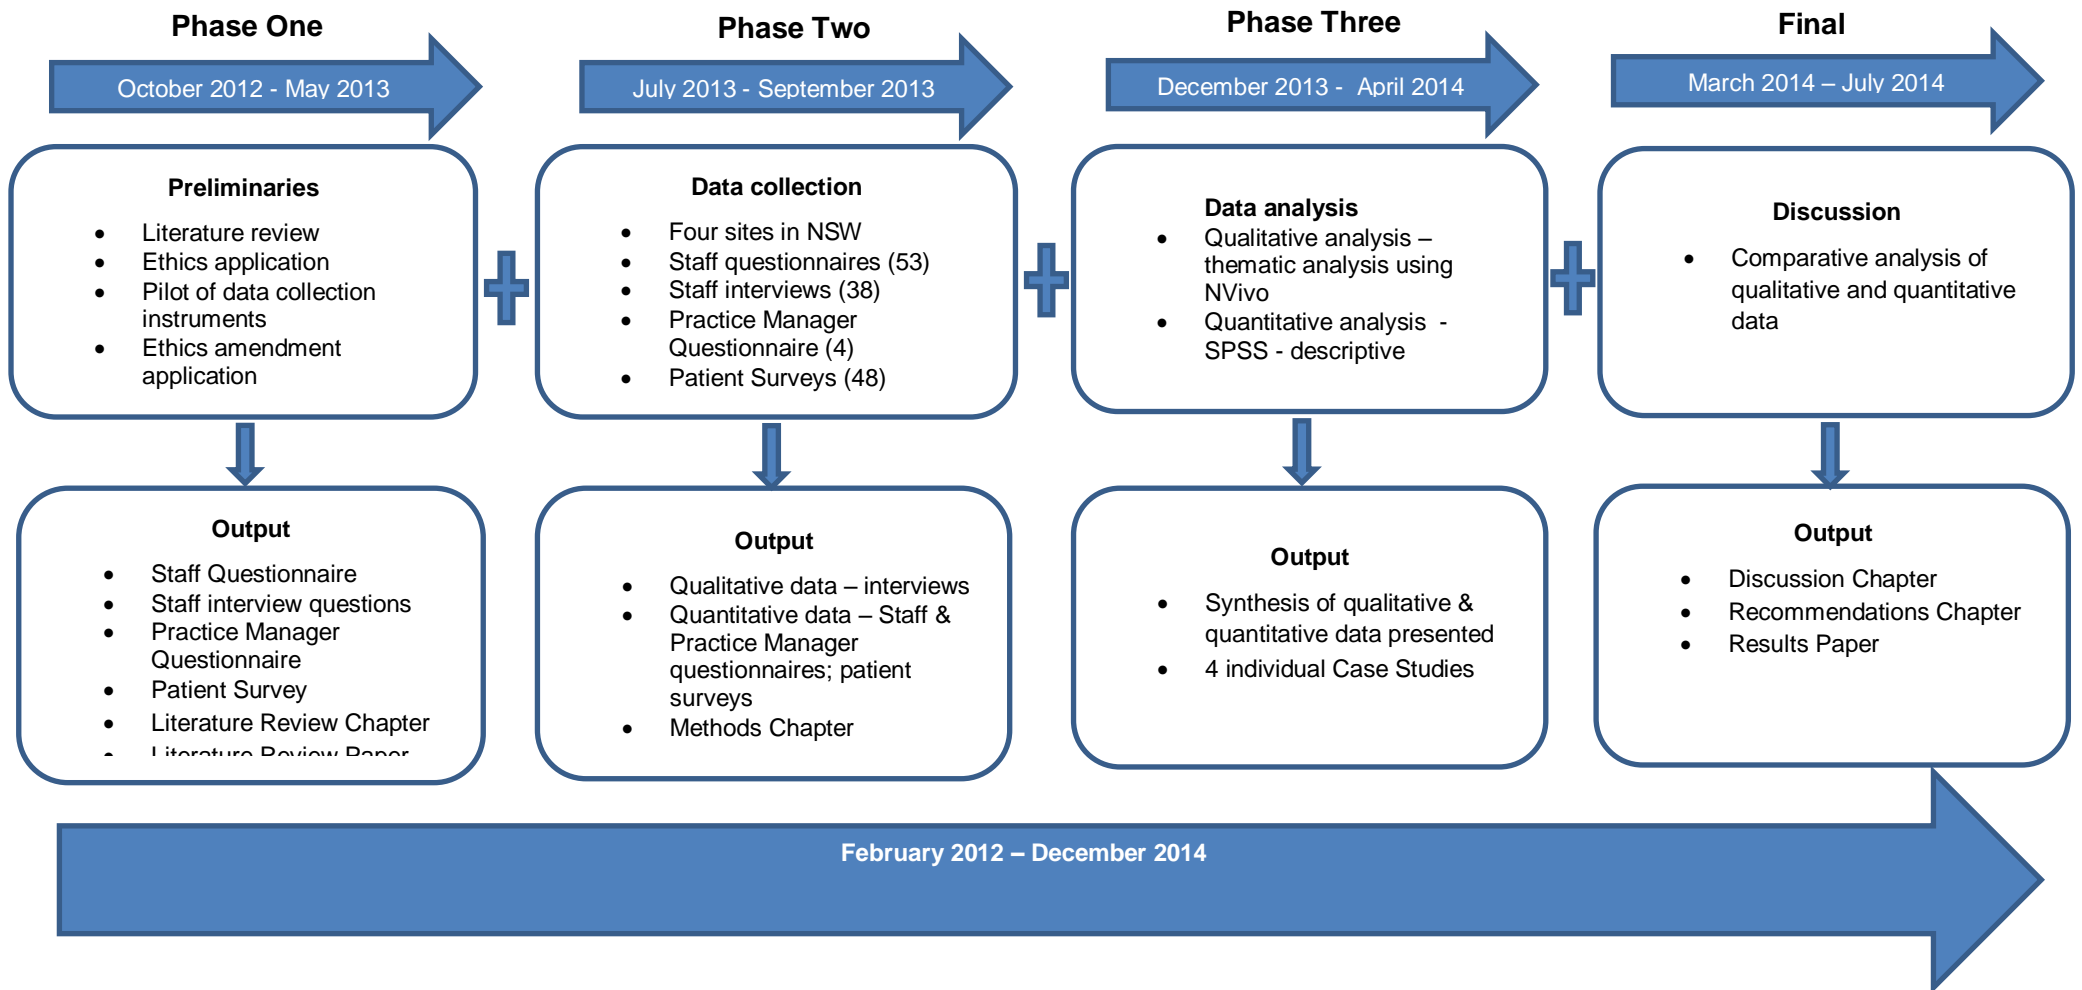 Phase One
October 2012 - May 2013
Preliminaries
• Literature review
• Ethics application
• Pilot of data collection
instruments
• Ethics amendment
application
Output
• Staff Questionnaire
• Staff interview questions
• Practice Manager
Questionnaire
• Patient Survey
• Literature Review Chapter
• Literature Review Paper
Phase Two
July 2013 - September 2013
Data collection
• Four sites in NSW
• Staff questionnaires (53)
• Staff interviews (38)
• Practice Manager
Questionnaire (4)
• Patient Surveys (48)
Output
• Qualitative data – interviews
• Quantitative data – Staff &
Practice Manager
questionnaires; patient
surveys
• Methods Chapter
Phase Three
December 2013 - April 2014
Data analysis
• Qualitative analysis –
thematic analysis using
NVivo
• Quantitative analysis -
SPSS - descriptive
Output
• Synthesis of qualitative &
quantitative data presented
• 4 individual Case Studies
Final
March 2014 – July 2014
Discussion
• Comparative analysis of
qualitative and quantitative
data
Output
• Discussion Chapter
• Recommendations Chapter
• Results Paper
February 2012 – December 2014